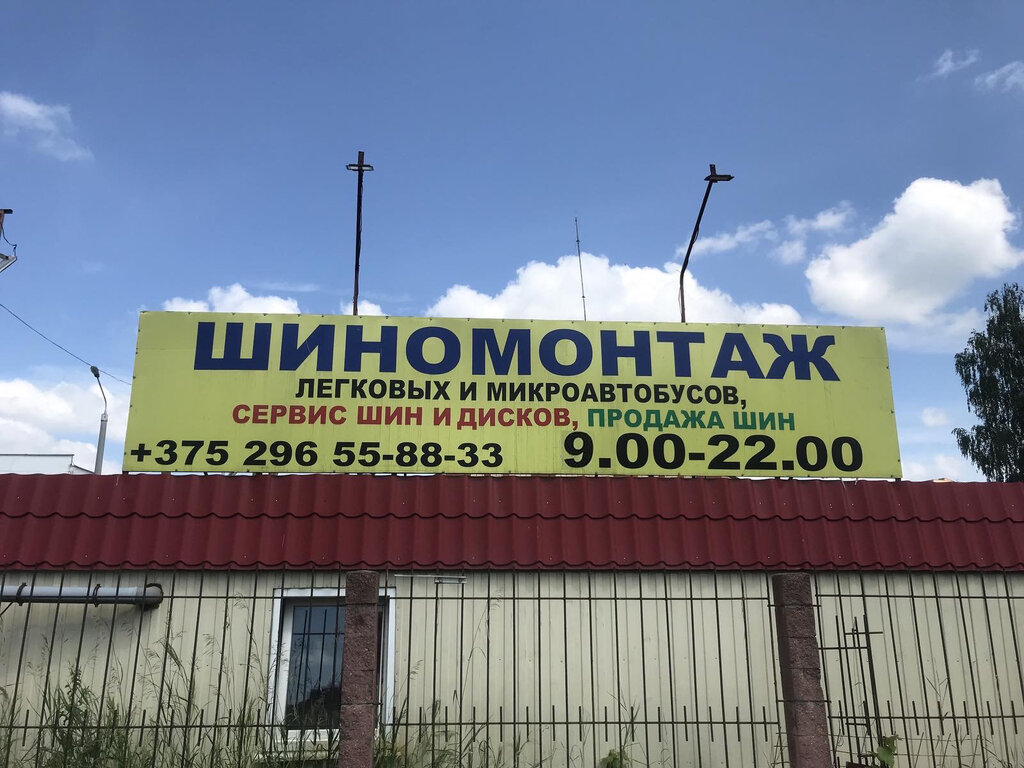 ШИНОМОНТАЖ
ЛЕГКОВЫХ И МИКРОАВТОБУСОВ,
СЕРВИС ШИН И ДИСКОВ, ПРОДАЖА ШИН
+375 296 55-88-33 9.00-22.00